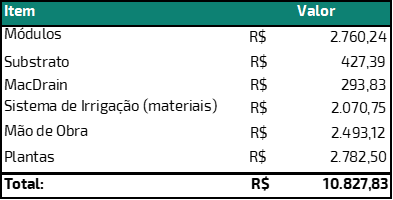 Item Valor
Módulos R$ 2.760,24
Substrato R$ 427,39
MacDrain R$ 293,83
Sistema de Irrigação (materiais) R$ 2.070,75
Mão de Obra R$ 2.493,12
Plantas R$ 2.782,50
Total: R$ 10.827,83